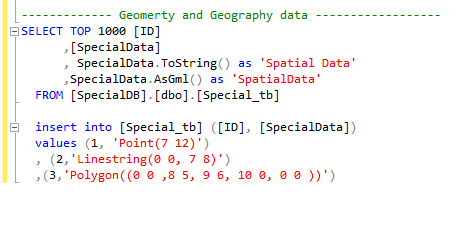 ------------- Geomerty and Geography data ------------------
SELECT TOP 1000 [ID]
,[SpecialData]
, SpecialData.ToString() as 'Spatial Data'
,SpecialData.AsGml() as 'SpatialData'
FROM [SpecialDB].[dbo].[Special_tb]
insert into [Special_tb] ([ID], [SpecialData])
values (1, 'Point(7 12)')
, (2,'Linestring(0 0, 7 8)')
,(3,'Polygon((0 0 ,8 5, 9 6, 10 0, 0 0 ))')